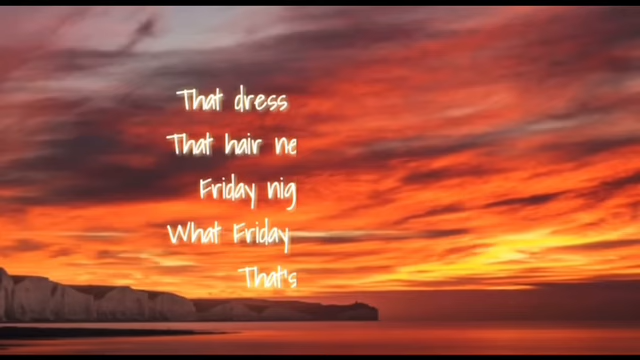 That dress
That hair ne
Friday nig
What Friday
That's